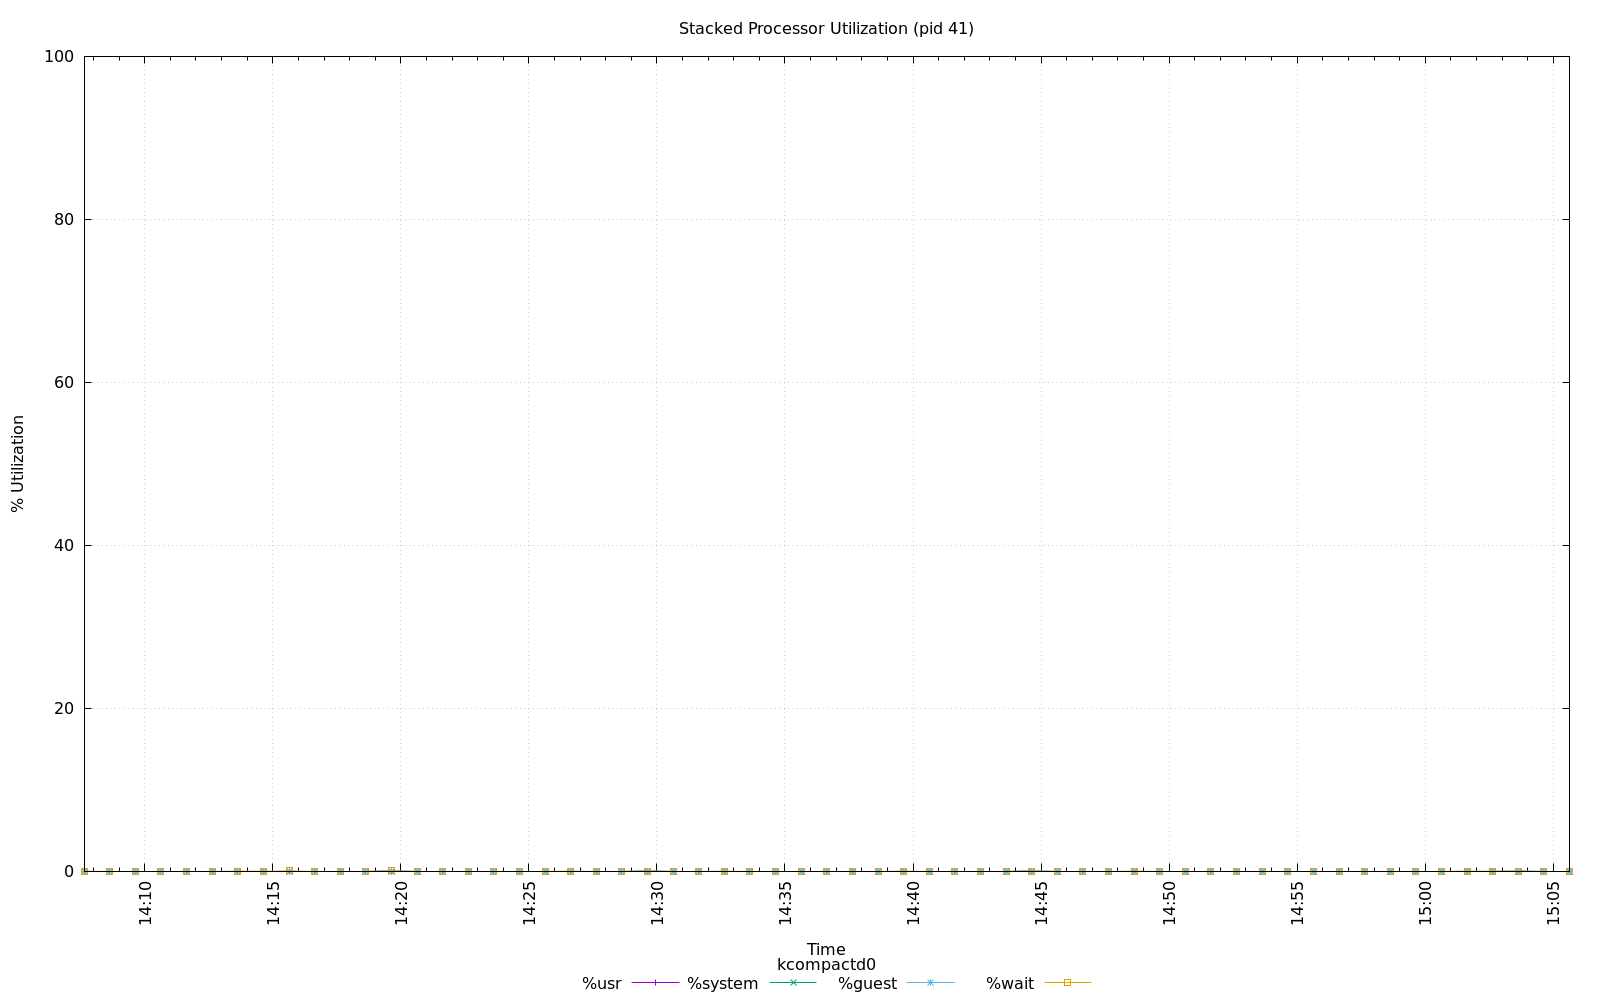 Stacked Processor Utilization (pid 41)
100
80
60
40
20
0
% Utilization
14:10 14:15 14:20 14:25 14:30 14:35 14:40 14:45 14:50 14:55 15:00 15:05
Time
kcompactd0
%usr %system %guest %wait